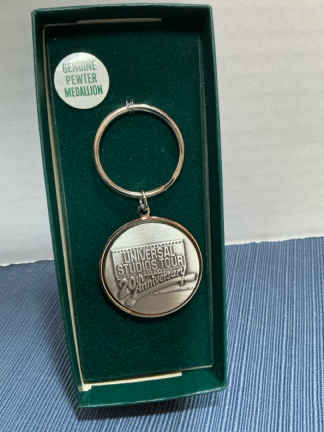 GENUINE
PEWTER
MEDALLION
UNIVERSAL
STUDIOS TOUR
20th
Anniversary